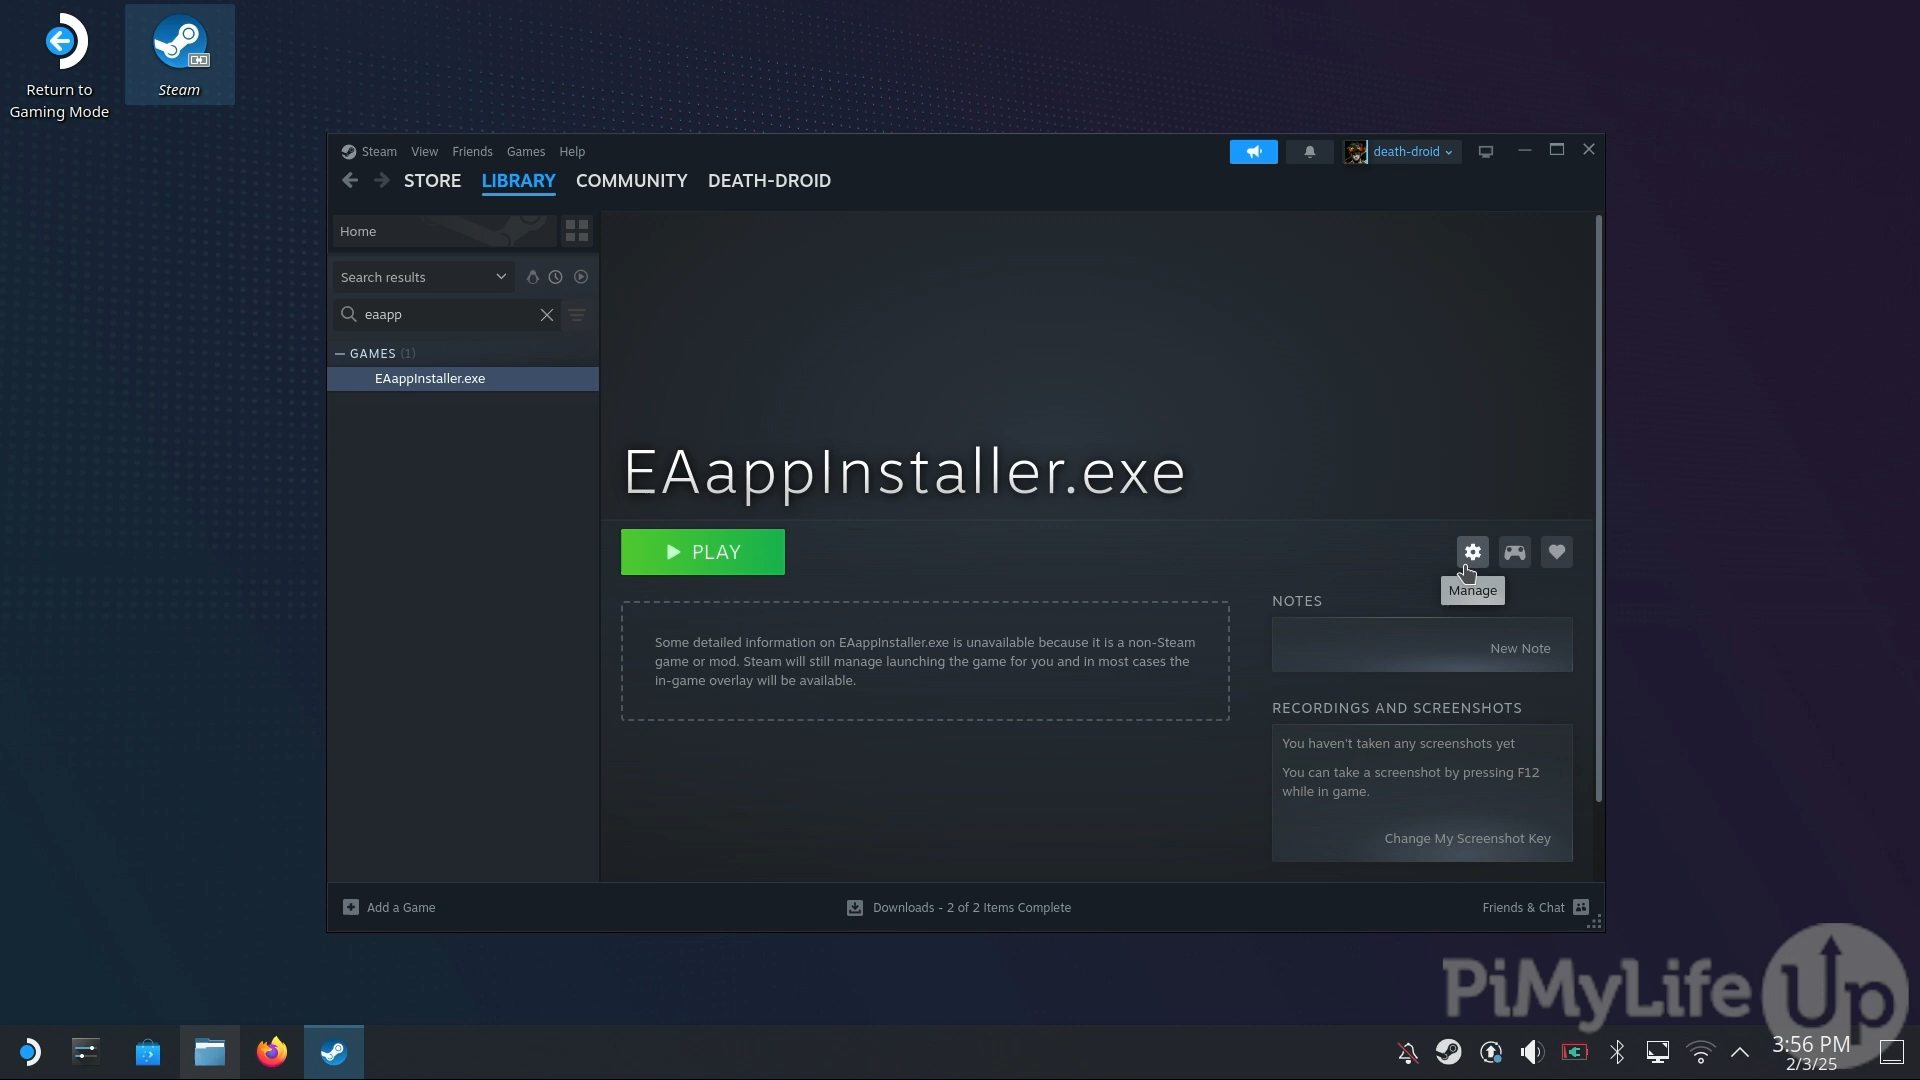 Return to
Gaming Mode
Steam
Steam View Friends Games Help
death-droid
STORE LIBRARY COMMUNITY DEATH-DROID
Home
Search results
eaapp
GAMES (1)
EAappInstaller.exe
EAappInstaller.exe
PLAY
Manage
Some detailed information on EAappInstaller.exe is unavailable because it is a non-Steam
game or mod. Steam will still manage launching the game for you and in most cases the
in-game overlay will be available.
NOTES
New Note
RECORDINGS AND SCREENSHOTS
You haven't taken any screenshots yet
You can take a screenshot by pressing F12
while in game.
Change My Screenshot Key
Add a Game
Downloads - 2 of 2 Items Complete
Friends & Chat
PiMyLifeUp
3:56 PM
2/3/25